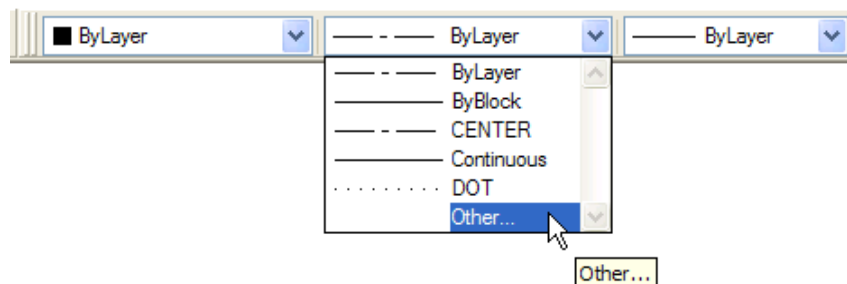 ByLayer ByLayer ByLayer
ByLayer
ByBlock
CENTER
Continuous
DOT
Other...
Other...